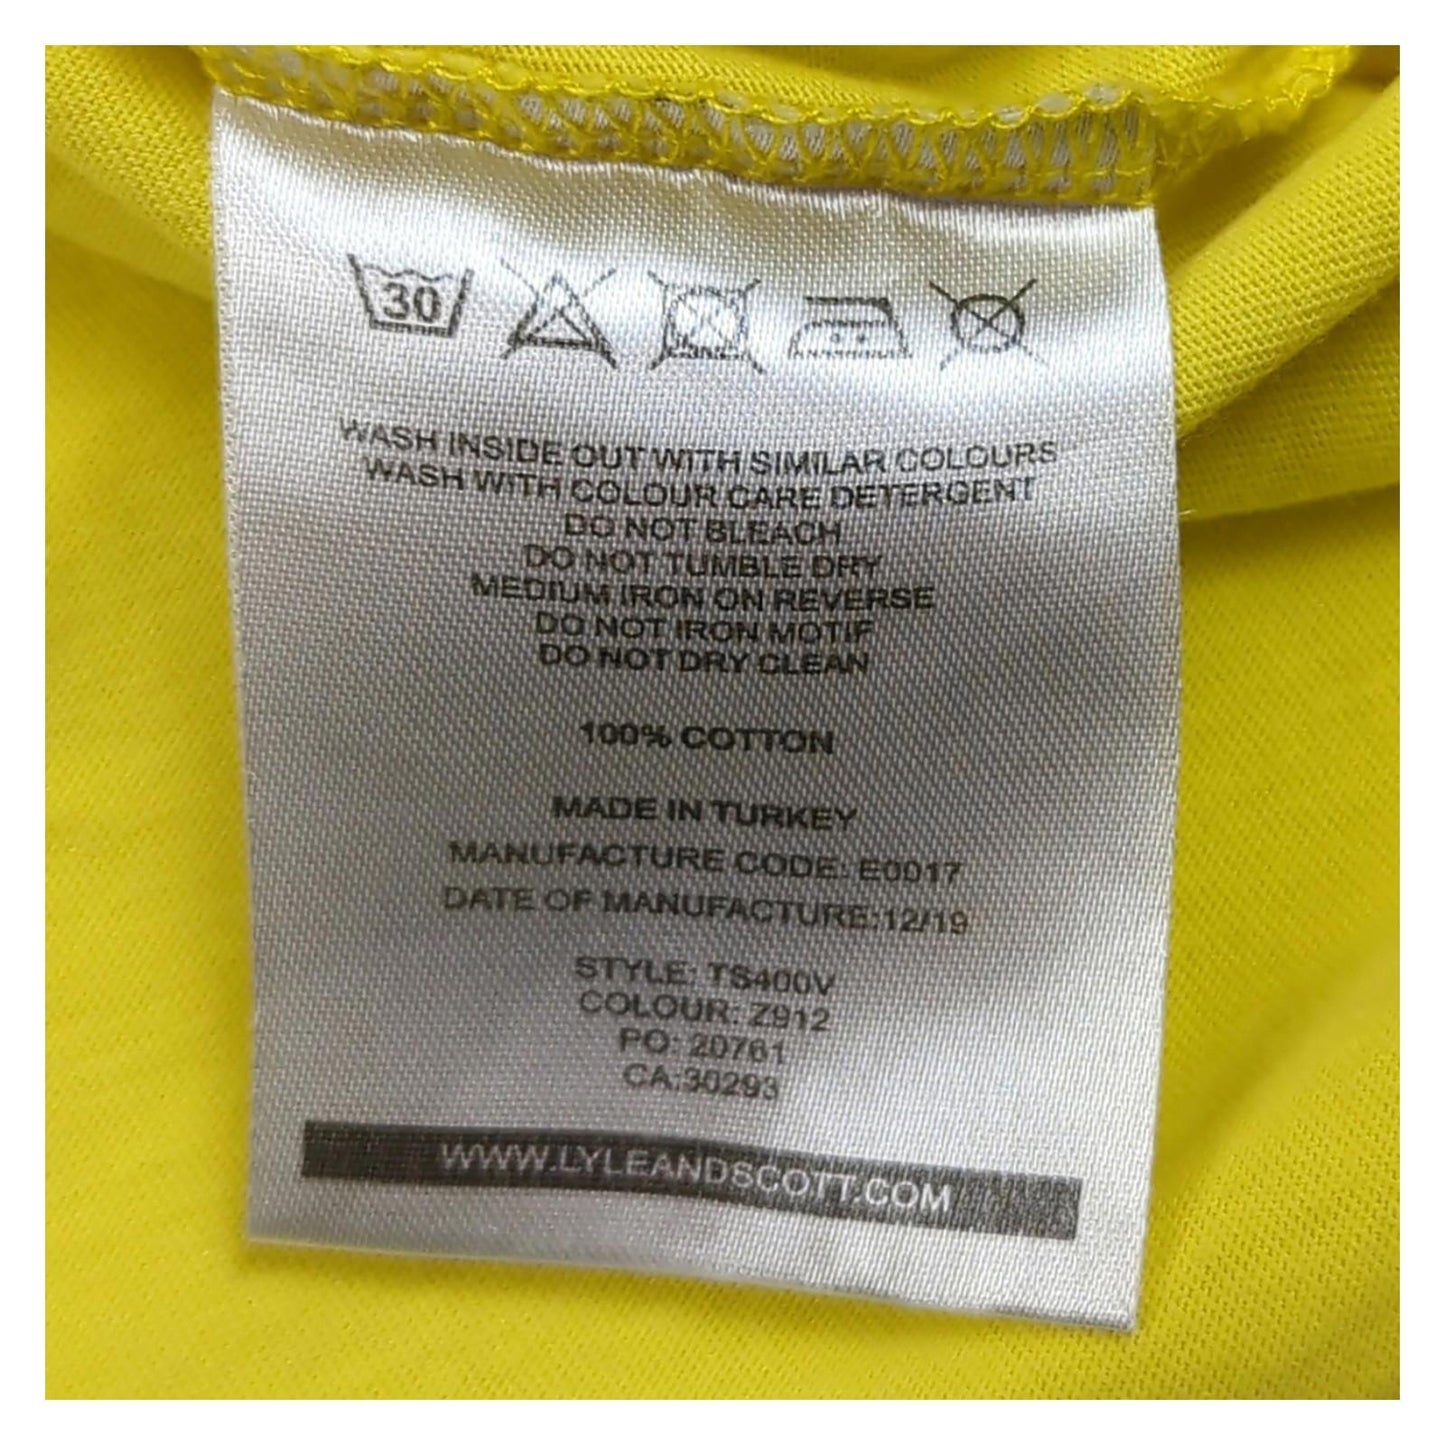 30
WASH INSIDE OUT WITH SIMILAR COLOURS
WASH WITH COLOUR CARE DETERGENT
DO NOT BLEACH
DO NOT TUMBLE DRY
MEDIUM IRON ON REVERSE
DO NOT IRON MOTIF
DO NOT DRY CLEAN
100% COTTON
MADE IN TURKEY
MANUFACTURE CODE: E0017
DATE OF MANUFACTURE:12/19
STYLE: TS400V
COLOUR: Z912
PO: 20761
CA:30293
WWW.LYLEANDSCOTT.COM